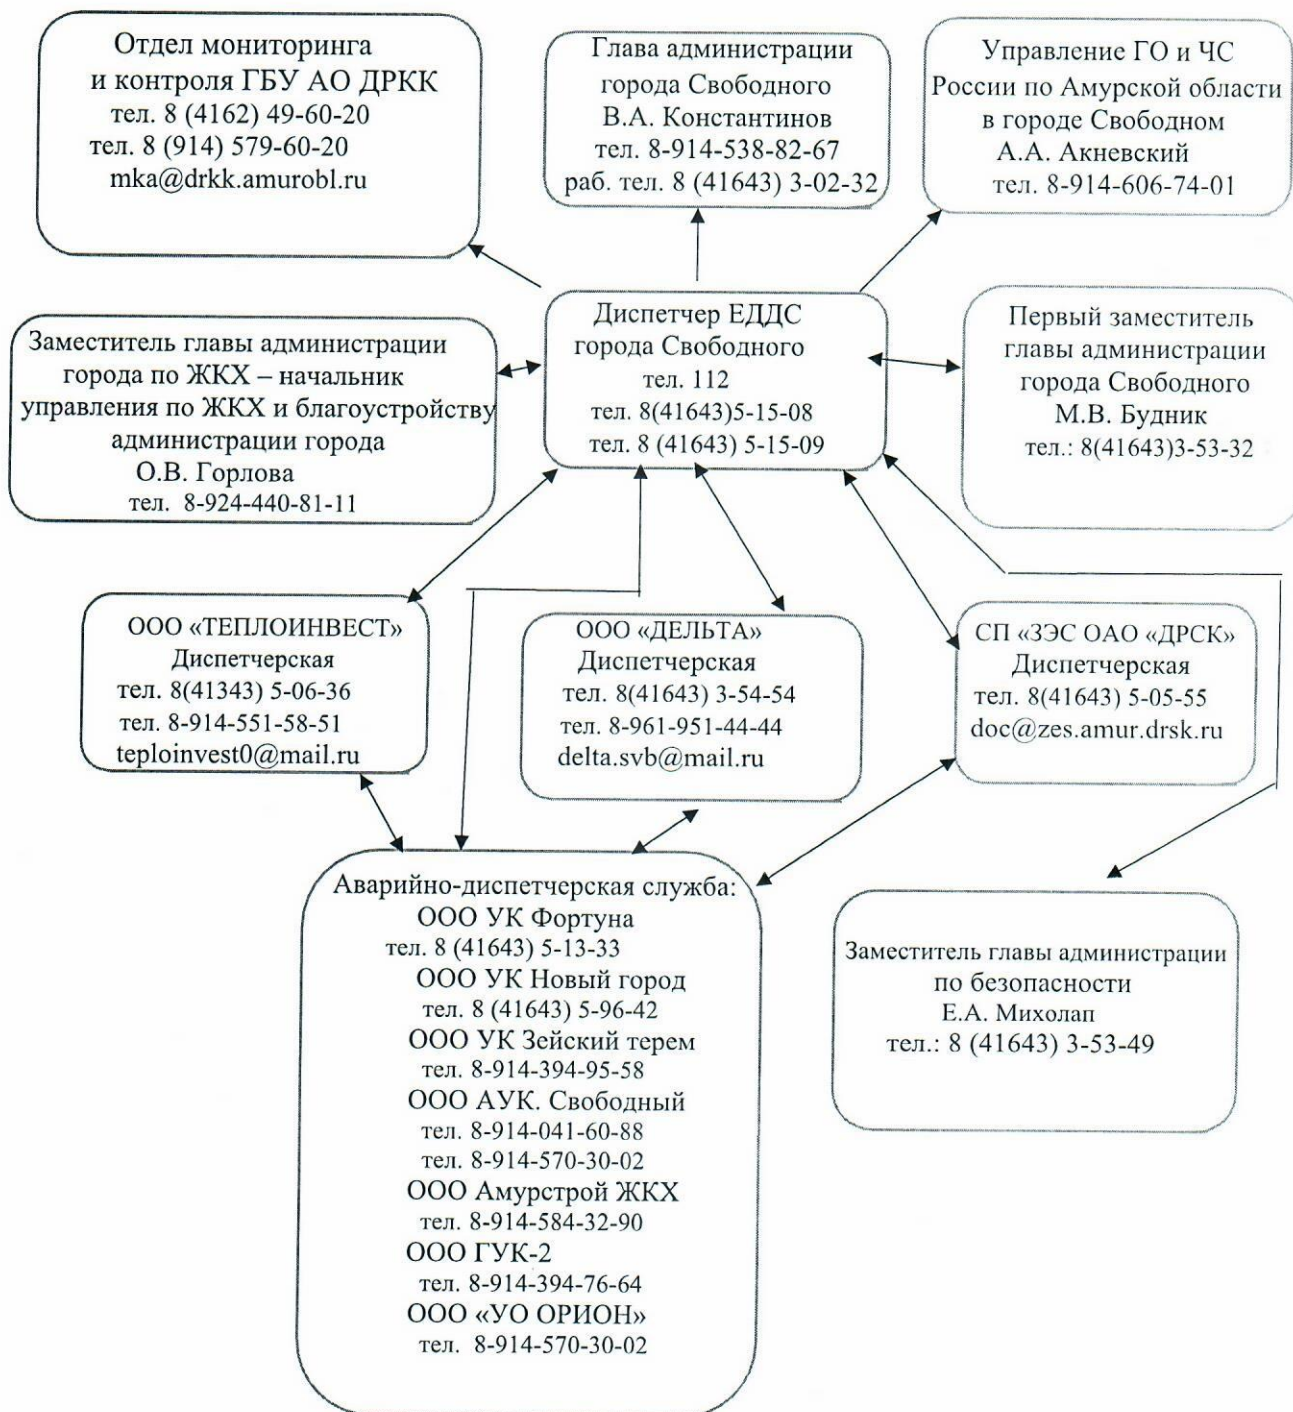 Отдел мониторинга
и контроля ГБУ АО ДРКК
тел. 8 (4162) 49-60-20
тел. 8 (914) 579-60-20
mka@drkk.amurobl.ru
Глава администрации
города Свободного
В.А. Константинов
тел. 8-914-538-82-67
раб. тел. 8 (41643) 3-02-32
Управление ГО и ЧС
России по Амурской области
в городе Свободном
А.А. Акневский
тел. 8-914-606-74-01
Заместитель главы администрации
города по ЖКХ – начальник
управления по ЖКХ и благоустройству
администрации города
О.В. Горлова
тел. 8-924-440-81-11
Диспетчер ЕДДС
города Свободного
тел. 112
тел. 8(41643)5-15-08
тел. 8 (41643) 5-15-09
Первый заместитель
главы администрации
города Свободного
М.В. Будник
тел.: 8(41643)3-53-32
ООО «ТЕПЛОИНВЕСТ»
Диспетчерская
тел. 8(41343) 5-06-36
тел. 8-914-551-58-51
teploinvest0@mail.ru
ООО «ДЕЛЬТА»
Диспетчерская
тел. 8(41643) 3-54-54
тел. 8-961-951-44-44
delta.svb@mail.ru
СП «ЗЭС ОАО «ДРСК»
Диспетчерская
тел. 8(41643) 5-05-55
doc@zes.amur.drsk.ru
Аварийно-диспетчерская служба:
ООО УК Фортуна
тел. 8 (41643) 5-13-33
ООО УК Новый город
тел. 8 (41643) 5-96-42
ООО УК Зейский терем
тел. 8-914-394-95-58
ООО АУК. Свободный
тел. 8-914-041-60-88
тел. 8-914-570-30-02
ООО Амурстрой ЖКХ
тел. 8-914-584-32-90
ООО ГУК-2
тел. 8-914-394-76-64
ООО «УО ОРИОН»
тел. 8-914-570-30-02
Заместитель главы администрации
по безопасности
Е.А. Михолап
тел.: 8 (41643) 3-53-49